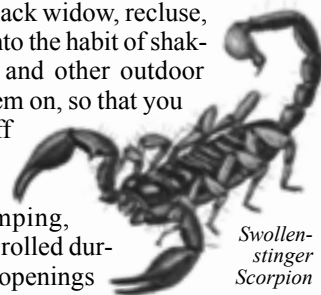 ack widow, recluse,
nto the habit of shak-
and other outdoor
em on, so that you
ff
mping,
rolled dur-
openings
Swollen-
stinger
Scorpion